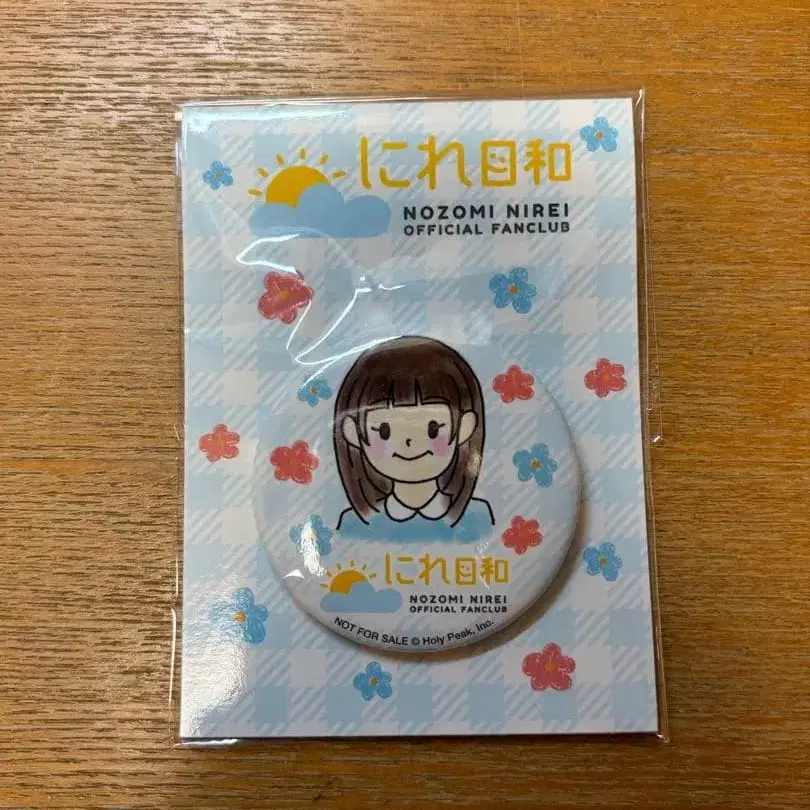 にれ日和
NOZOMI NIREI
OFFICIAL FANCLUB
にれ日和
NOZOMI NIREI
OFFICIAL FANCLUB
NOT FOR SALE © Holy Peak, Inc.